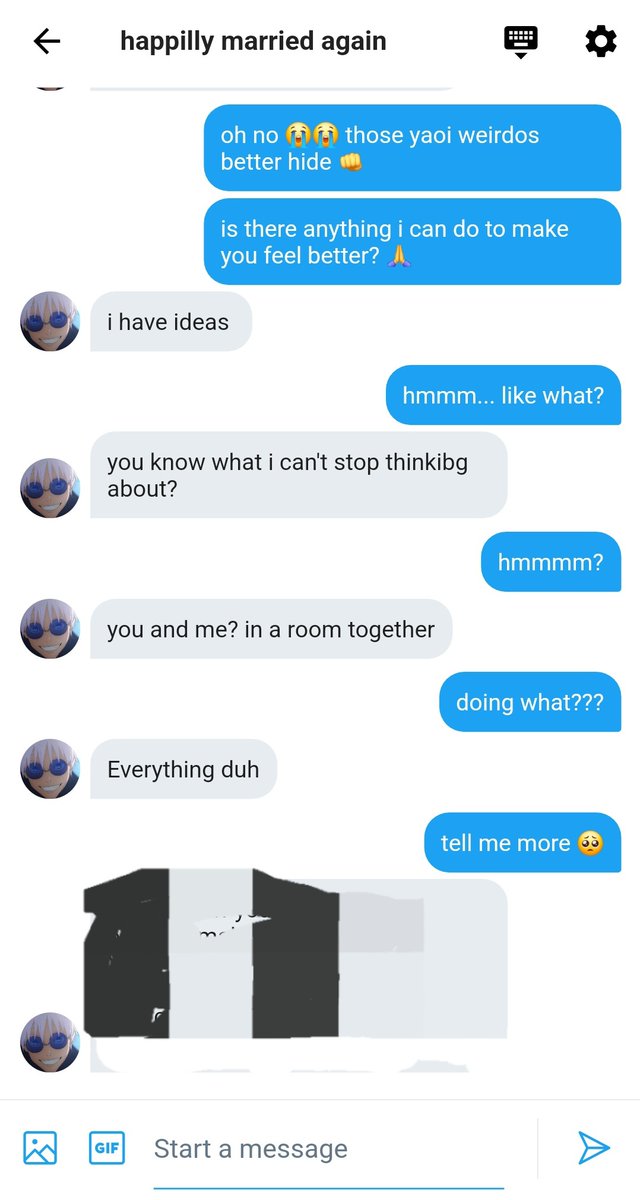 happilly married again
oh no 😭😭 those yaoi weirdos
better hide 👊
is there anything i can do to make
you feel better? 🙏
i have ideas
hmmm... like what?
you know what i can't stop thinkibg
about?
hmmmm?
you and me? in a room together
doing what???
Everything duh
tell me more 🥺
GIF
Start a message